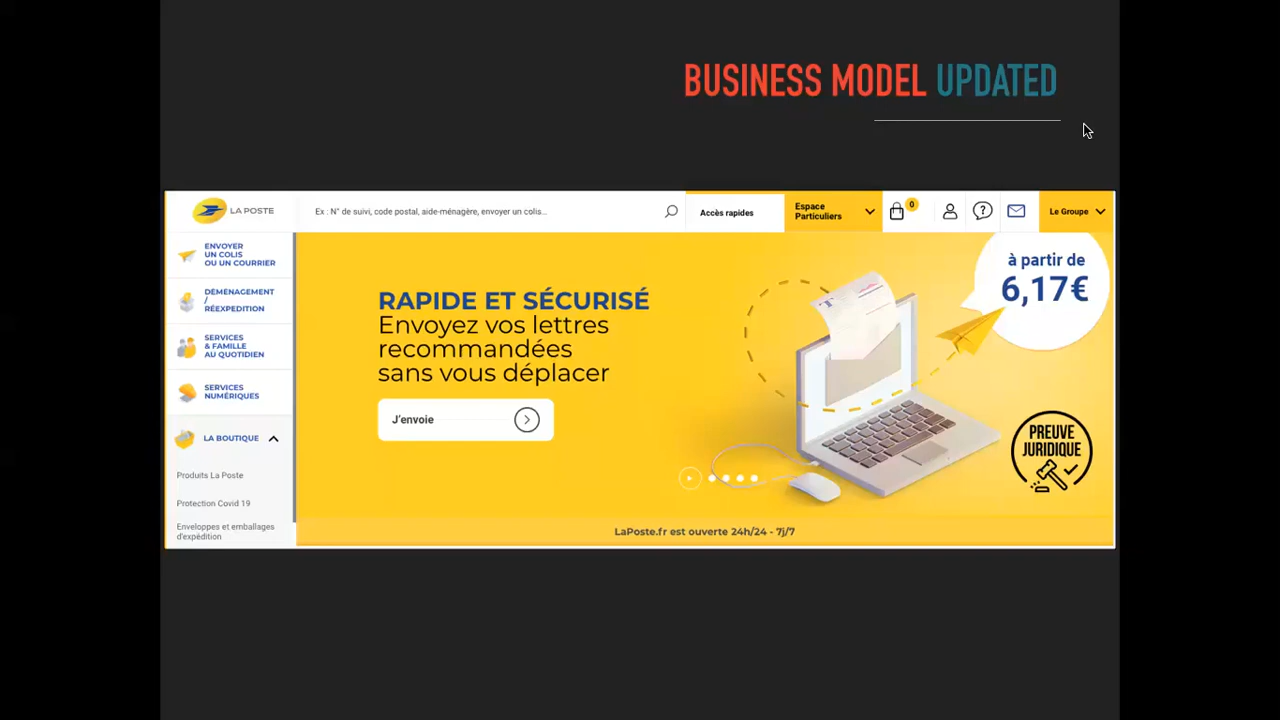 BUSINESS MODEL UPDATED
LA POSTE
Ex : N° de suivi, code postal, aide-ménagère, envoyer un colis...
Accès rapides
Espace
Particuliers
0
Le Groupe
ENVOYER
UN COLIS
OU UN COURRIER
DÉMÉNAGEMENT
/
RÉEXPEDITION
SERVICES
& FAMILLE
AU QUOTIDIEN
SERVICES
NUMÉRIQUES
LA BOUTIQUE
Produits La Poste
Protection Covid 19
Enveloppes et emballages
d'expédition
RAPIDE ET SÉCURISÉ
Envoyez vos lettres
recommandées
sans vous déplacer
J'envoie
à partir de
6,17€
PREUVE
JURIDIQUE
LaPoste.fr est ouverte 24h/24 - 7j/7